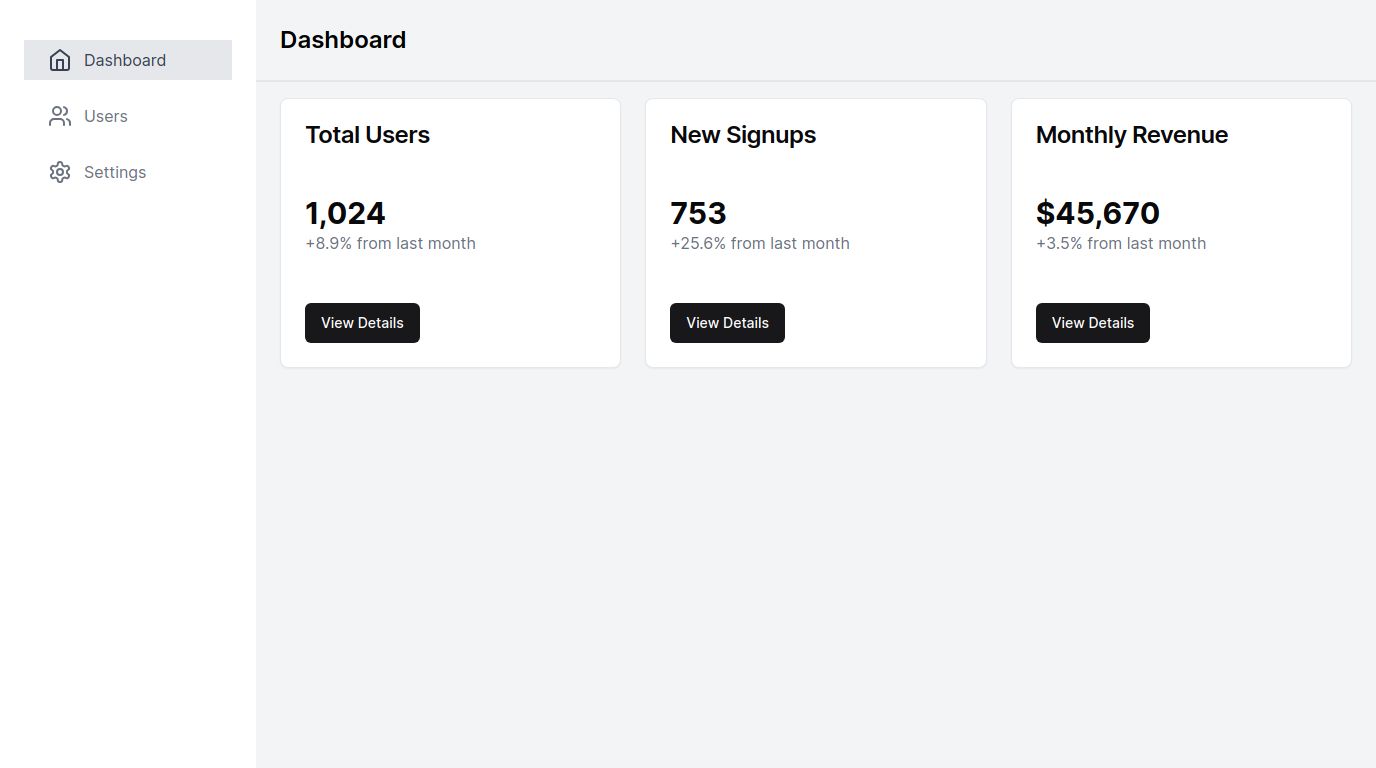 Dashboard
Users
Settings
Dashboard
Total Users
1,024
+8.9% from last month
View Details
New Signups
753
+25.6% from last month
View Details
Monthly Revenue
$45,670
+3.5% from last month
View Details